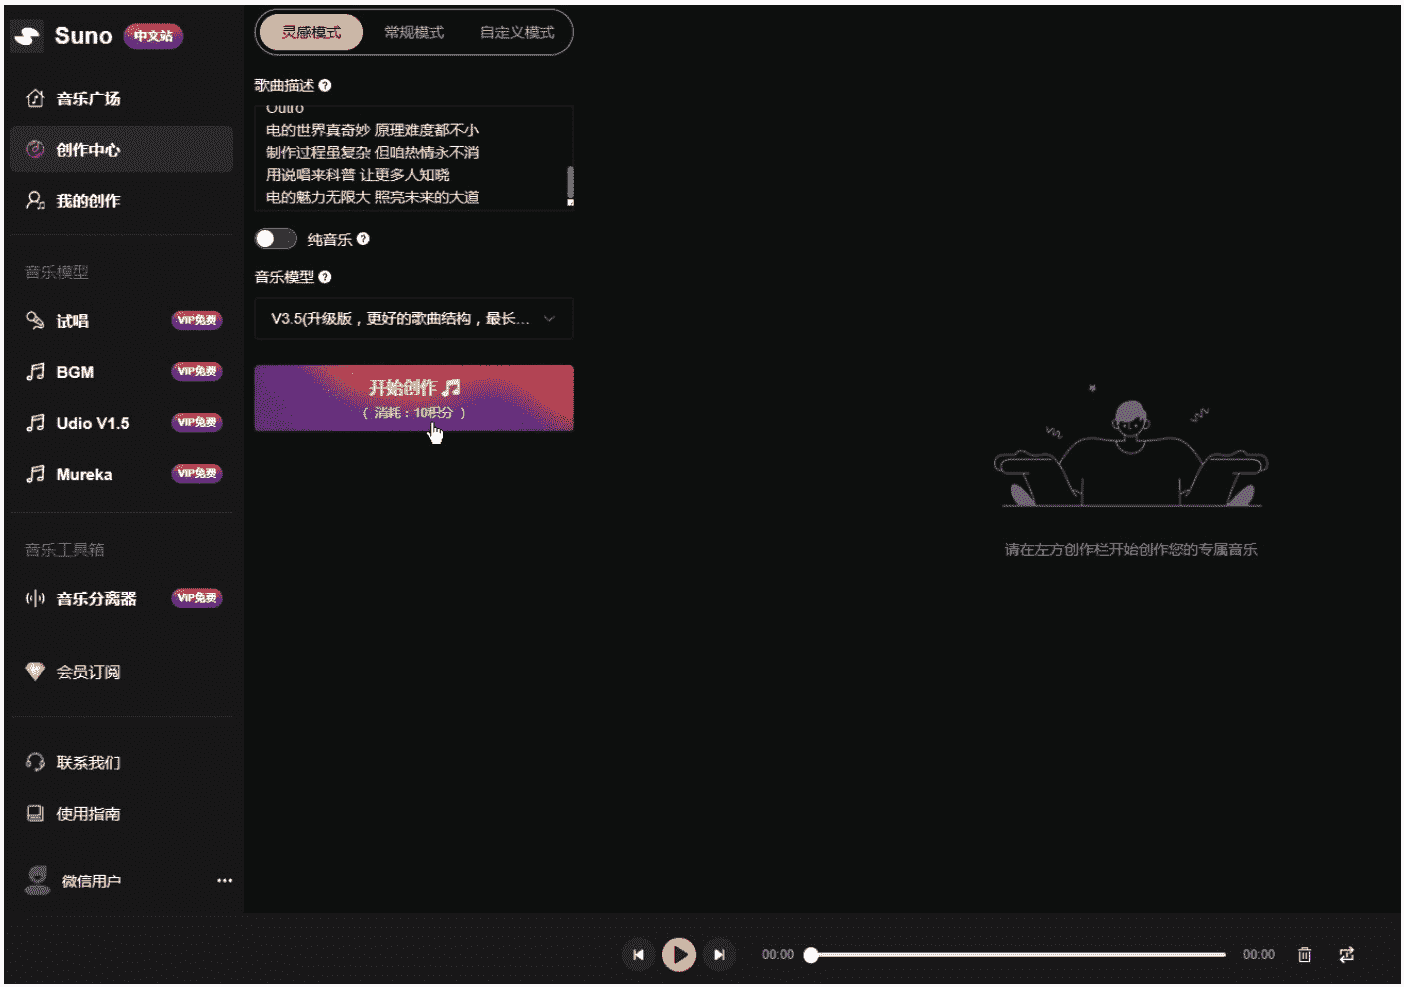 Suno 中文站
音乐广场
创作中心
我的创作
音乐模型
试唱 VIP免费
BGM VIP免费
Udio V1.5 VIP免费
Mureka VIP免费
音乐工具箱
音乐分离器 VIP免费
会员订阅
联系我们
使用指南
微信用户
灵感模式 常规模式 自定义模式
歌曲描述
Outro
电的世界真奇妙 原理难度都不小
制作过程虽复杂 但咱热情永不消
用说唱来科普 让更多人知晓
电的魅力无限大 照亮未来的大道
纯音乐
音乐模型
V3.5(升级版，更好的歌曲结构，最长...
开始创作
( 消耗：10积分 )
请在左方创作栏开始创作您的专属音乐
00:00 00:00